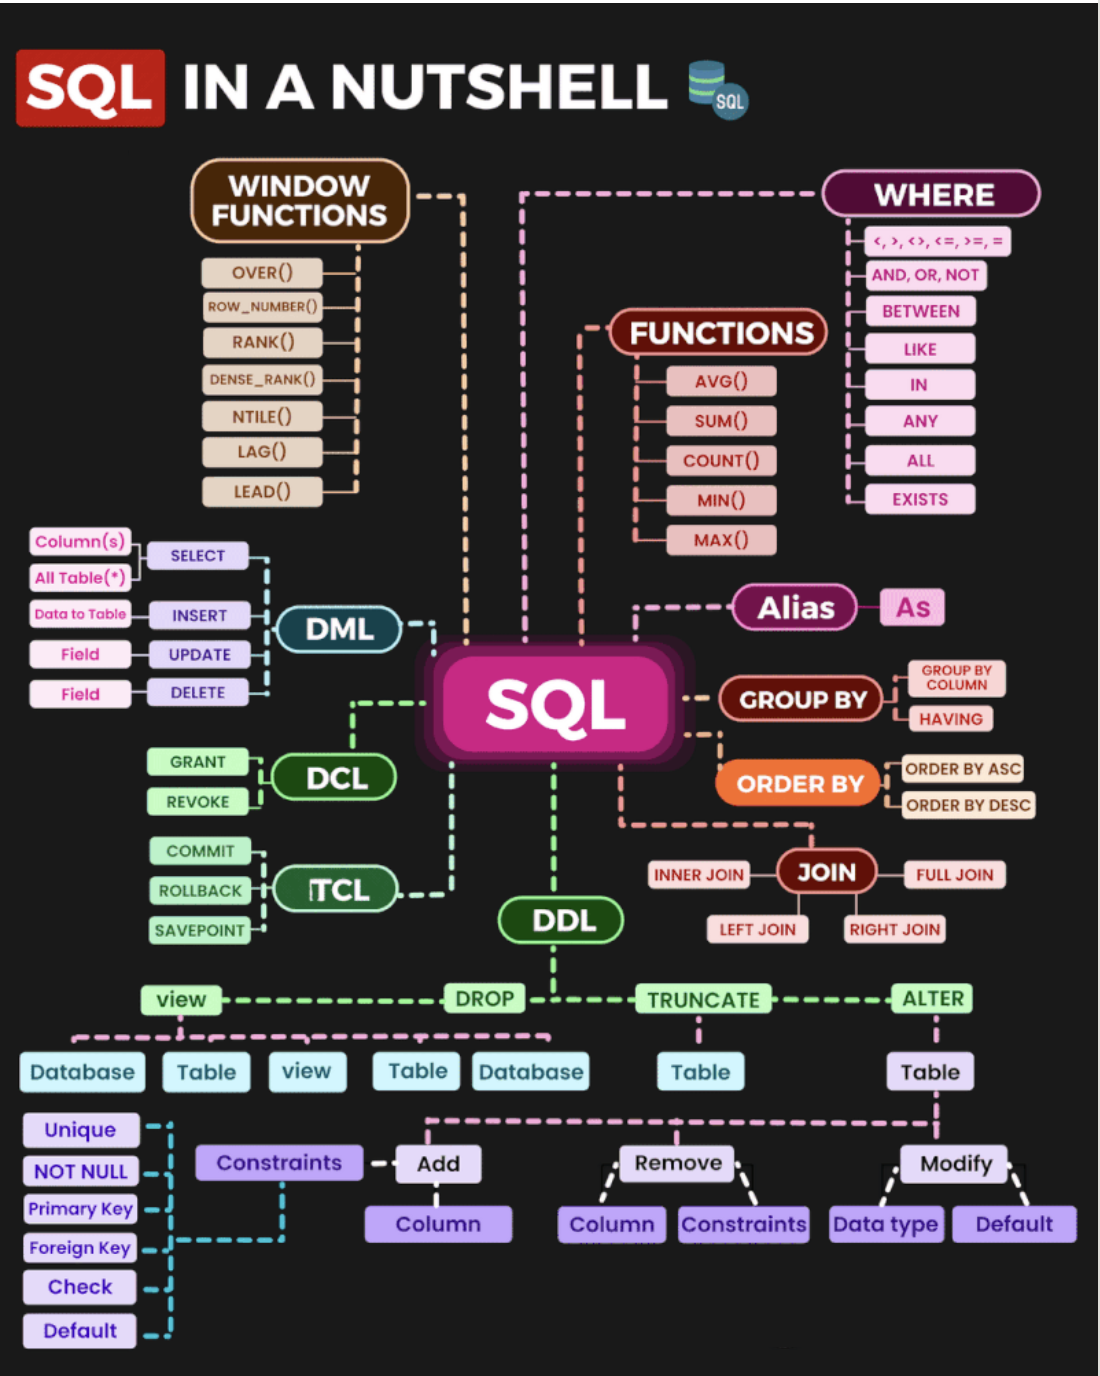 SQL IN A NUTSHELL
SQL
WINDOW
FUNCTIONS
OVER()
ROW_NUMBER()
RANK()
DENSE_RANK()
NTILE()
LAG()
LEAD()
WHERE
<, >, <>, <=, >=, =
AND, OR, NOT
BETWEEN
LIKE
IN
ANY
ALL
EXISTS
FUNCTIONS
AVG()
SUM()
COUNT()
MIN()
MAX()
Column(s)
All Table(*)
SELECT
Data to Table
INSERT
Field
UPDATE
Field
DELETE
DML
Alias
As
SQL
GROUP BY
GROUP BY
COLUMN
HAVING
GRANT
REVOKE
DCL
ORDER BY
ORDER BY ASC
ORDER BY DESC
COMMIT
ROLLBACK
SAVEPOINT
TCL
INNER JOIN
JOIN
FULL JOIN
LEFT JOIN
RIGHT JOIN
DDL
view
DROP
TRUNCATE
ALTER
Database
Table
view
Table
Database
Table
Table
Unique
NOT NULL
Primary Key
Foreign Key
Check
Default
Constraints
Add
Column
Remove
Column
Constraints
Modify
Data type
Default